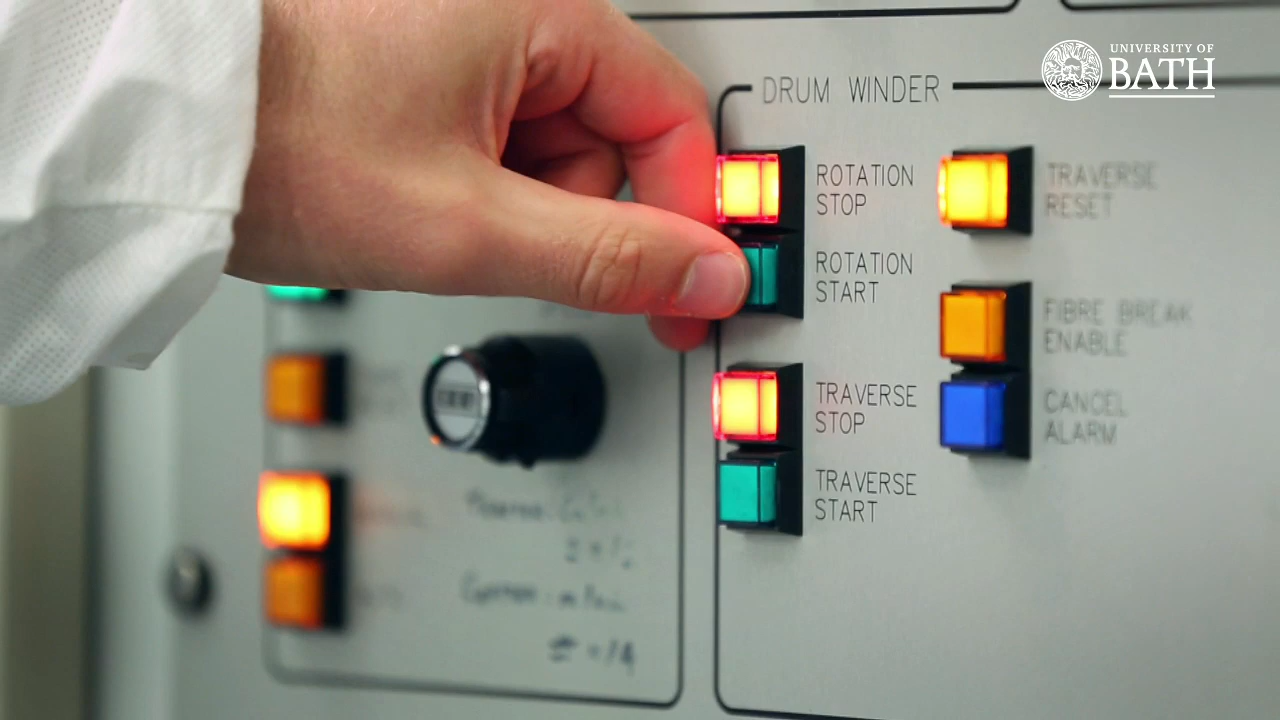 UNIVERSITY OF
BATH
DRUM WINDER
ROTATION
STOP
ROTATION
START
TRAVERSE
STOP
TRAVERSE
START
TRAVERSE
RESET
FIBRE BREAK
ENABLE
CANCEL
ALARM